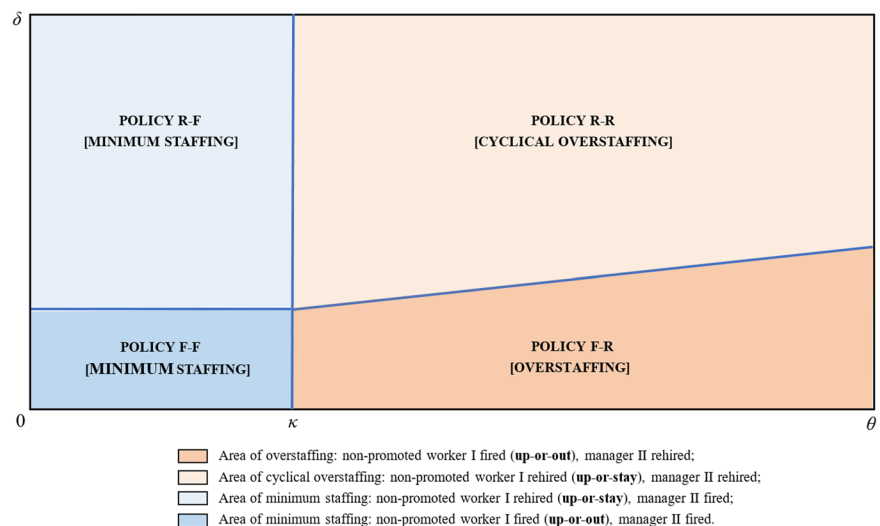 δ
POLICY R-F
[MINIMUM STAFFING]
POLICY R-R
[CYCLICAL OVERSTAFFING]
POLICY F-F
[MINIMUM STAFFING]
POLICY F-R
[OVERSTAFFING]
0
κ
θ
Area of overstaffing: non-promoted worker I fired (up-or-out), manager II rehired;
Area of cyclical overstaffing: non-promoted worker I rehired (up-or-stay), manager II rehired;
Area of minimum staffing: non-promoted worker I rehired (up-or-stay), manager II fired;
Area of minimum staffing: non-promoted worker I fired (up-or-out), manager II fired.